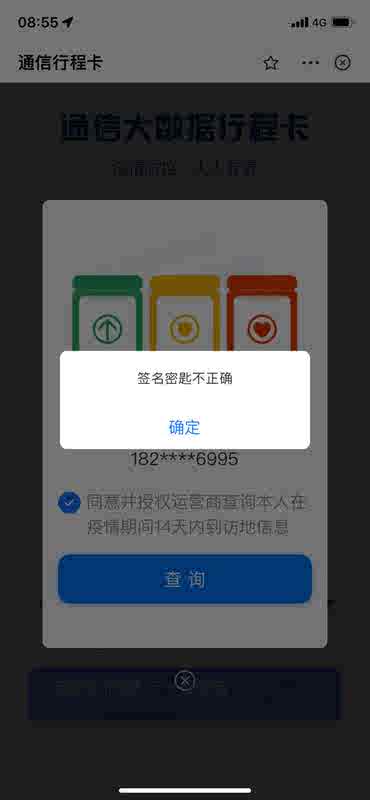 08:55
4G
通信行程卡
通信大数据行程卡
签名密匙不正确
确定
182****6995
同意并授权运营商查询本人在
疫情期间14天内到访地信息
查询